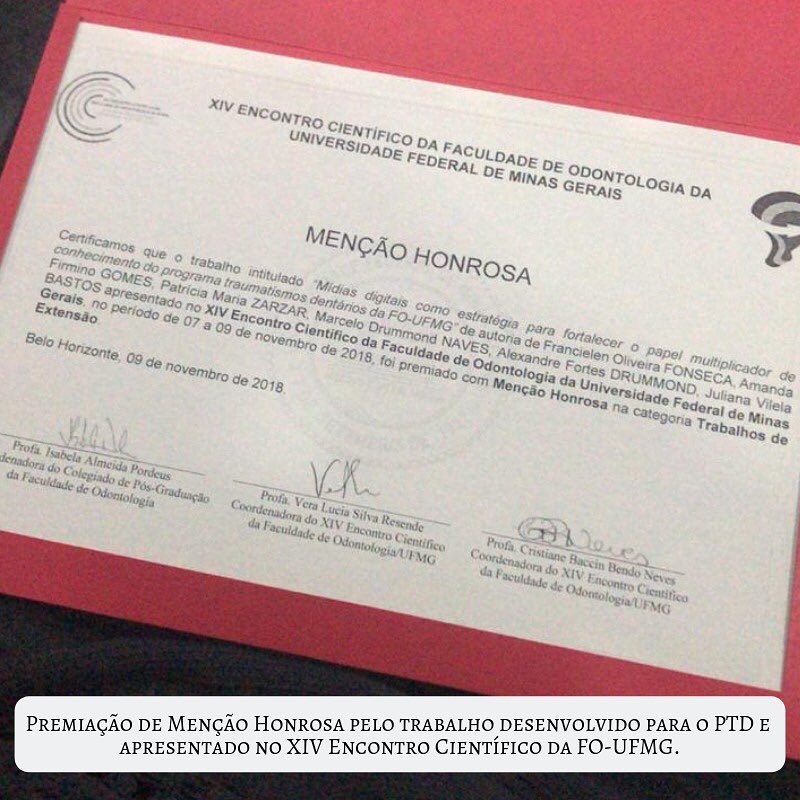 XIV ENCONTRO CIENTÍFICO DA FACULDADE DE ODONTOLOGIA DA
UNIVERSIDADE FEDERAL DE MINAS GERAIS
MENÇÃO HONROSA
Certificamos que o trabalho intitulado "Mídias digitais como estratégia para fortalecer o papel multiplicador de
conhecimento do programa traumatismos dentários da FO-UFMG" de autoria de Francielen Oliveira FONSECA, Amanda
Firmino GOMES, Patrícia Maria ZARZAR, Marcelo Drummond NAVES, Alexandre Fortes DRUMMOND, Juliana Vilela
BASTOS apresentado no XIV Encontro Científico da Faculdade de Odontologia da Universidade Federal de Minas
Gerais, no período de 07 a 09 de novembro de 2018, foi premiado com Menção Honrosa na categoria Trabalhos de
Extensão.
Belo Horizonte, 09 de novembro de 2018.
Profa. Isabela Almeida Pordeus
denadora do Colegiado de Pós-Graduação
da Faculdade de Odontologia
Profa. Vera Lucia Silva Resende
Coordenadora do XIV Encontro Científico
da Faculdade de Odontologia/UFMG
Neves
Profa. Cristiane Baccin Bendo Neves
Coordenadora do XIV Encontro Científico
da Faculdade de Odontologia/UFMG
Premiação de Menção Honrosa pelo trabalho desenvolvido para o PTD e
apresentado no XIV Encontro Científico da FO-UFMG.